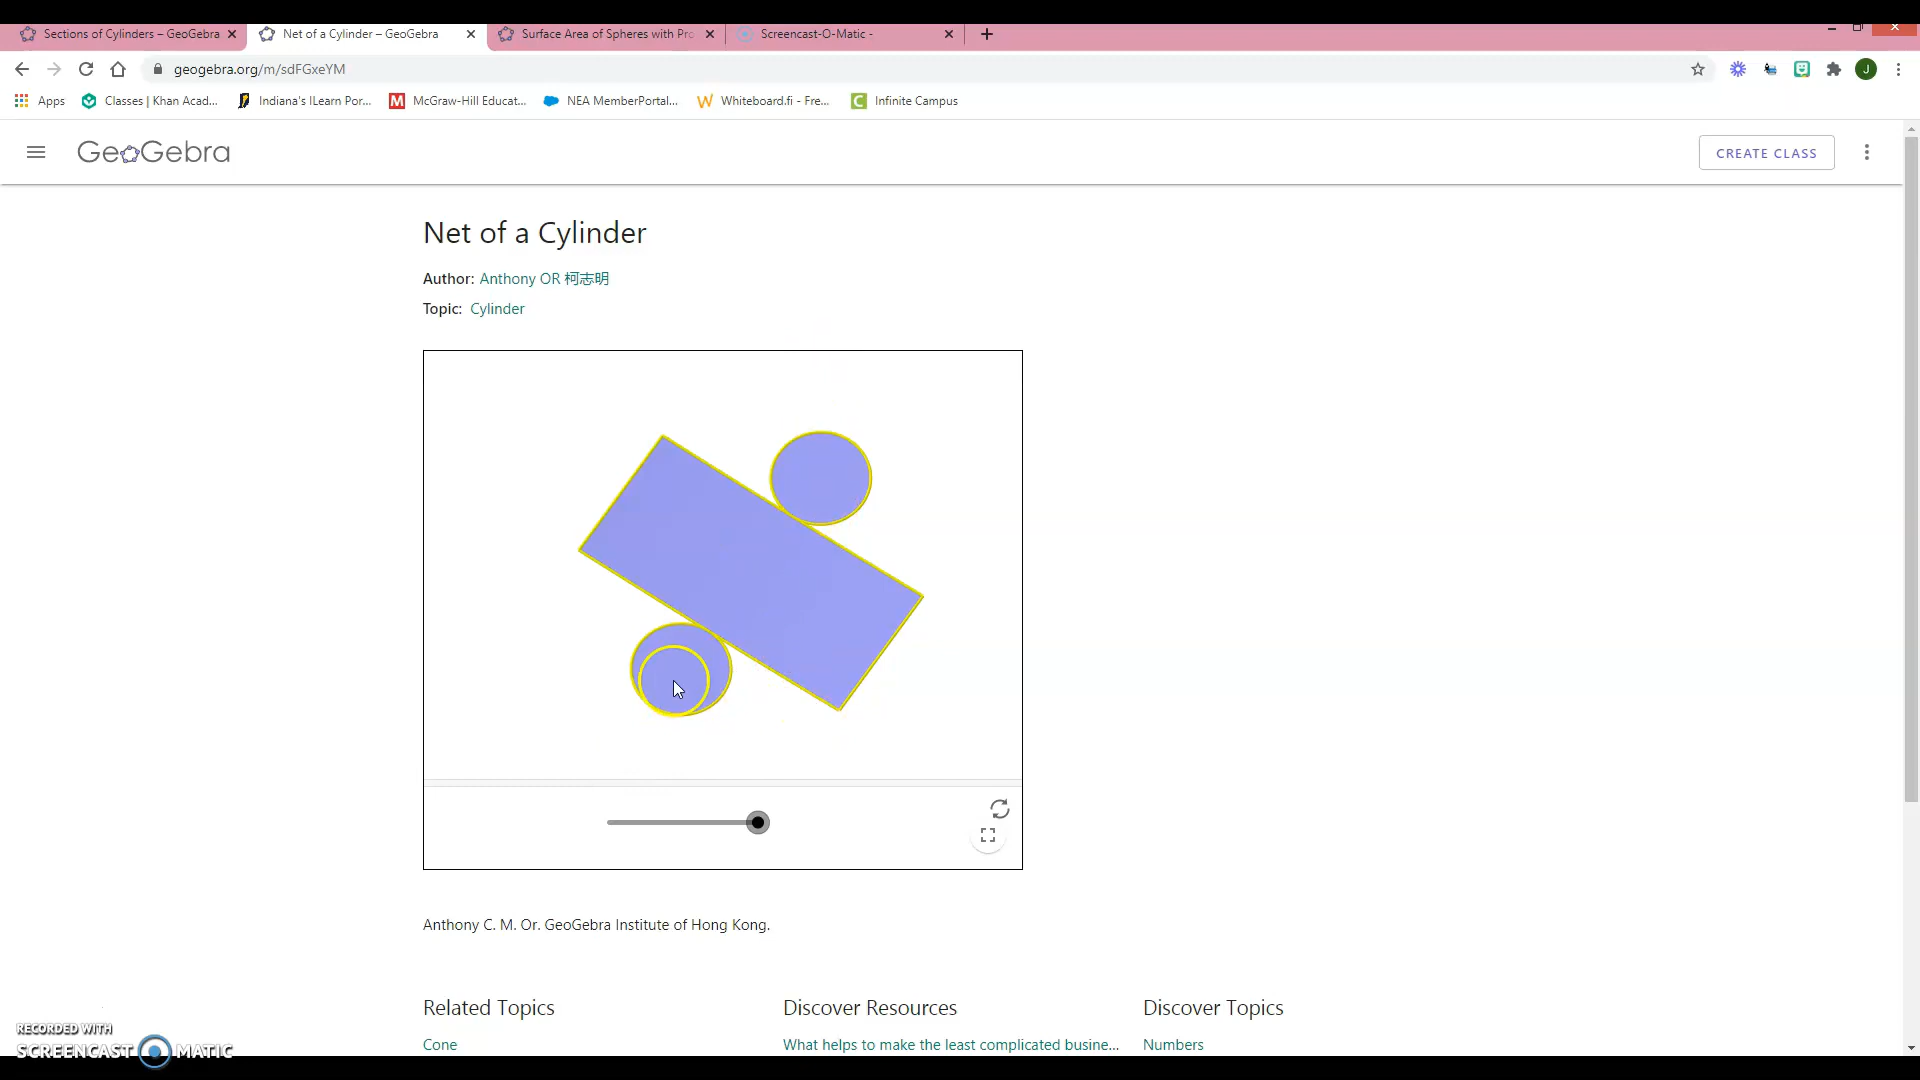 Sections of Cylinders – GeoGebra
Net of a Cylinder – GeoGebra
Surface Area of Spheres with Pro
Screencast-O-Matic -
geogebra.org/m/sdFGxeYM
J
Apps
Classes | Khan Acad...
Indiana's ILearn Por...
M McGraw-Hill Educat...
NEA MemberPortal...
Whiteboard.fi - Fre...
C Infinite Campus
GeoGebra
CREATE CLASS
Net of a Cylinder
Author: Anthony OR 柯志明
Topic: Cylinder
Anthony C. M. Or. GeoGebra Institute of Hong Kong.
Related Topics
Discover Resources
Discover Topics
Cone
What helps to make the least complicated busine...
Numbers
RECORDED WITH
SCREENCAST MATIC